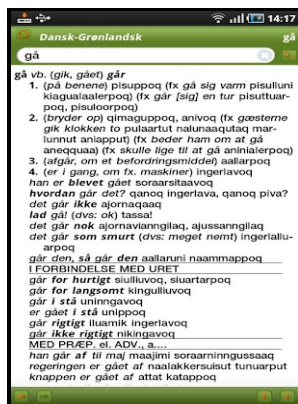 14:17
Dansk-Grønlandsk gå
gå
gå vb. (gik, gået) går
1. (på benene) pisuppoq (fx gå sig varm pisulluni
kiagualaalerpoq) (fx går [sig] en tur pisuttuar-
poq, pisuloorpoq)
2. (bryder op) qimaguppoq, anivoq (fx gæsterne
gik klokken to pulaartut nalunaaqutaq mar-
lunnut aniapput) (fx beder ham om at gå
aneqquaa) (fx skulle lige til at gå aninialerpoq)
3. (afgår, om et befordringsmiddel) aallarpoq
4. (er i gang, om fx. maskiner) ingerlavoq
han er blevet gået soraarsitaavoq
hvordan går det? qanoq ingerlava, qanoq piva?
det går ikke ajornaqaaq
lad gå! (dvs: ok) tassa!
det går nok ajornavianngilaq, ajussanngilaq
det går som smurt (dvs: meget nemt) ingerlallu-
arpoq
går den, så går den aallaruni naammappoq
I FORBINDELSE MED URET
går for hurtigt siulliuvoq, siuartarpoq
går for langsomt kingulliuvoq
går i stå uninngavoq
er gået i stå unippoq
går rigtigt iluamik ingerlavoq
går ikke rigtigt nikingavoq
MED PRÆP. el. ADV., a....
han går af til maj maajimi soraarninngussaaq
regeringen er gået af naalakkersuisut tunuarput
knappen er gået af attat katappoq